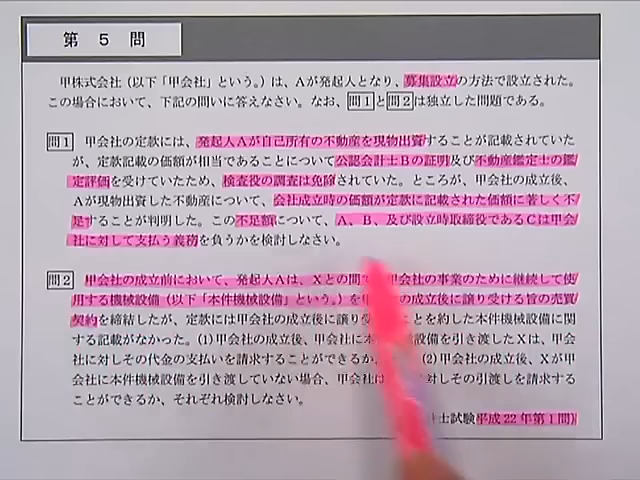 第 5 問
甲株式会社（以下「甲会社」という。）は、Aが発起人となり、募集設立の方法で設立された。
この場合において、下記の問いに答えなさい。なお、問1と問2は独立した問題である。
問1 甲会社の定款には、発起人Aが自己所有の不動産を現物出資することが記載されていた
が、定款記載の価額が相当であることについて公認会計士Bの証明及び不動産鑑定士の鑑
定評価を受けていたため、検査役の調査は免除されていた。ところが、甲会社の成立後、
Aが現物出資した不動産について、会社成立時の価額が定款に記載された価額に著しく不
足することが判明した。この不足額について、A、B、及び設立時取締役であるCは甲会
社に対して支払う義務を負うかを検討しなさい。
問2 甲会社の成立前において、発起人Aは、Xとの間で 甲会社の事業のために継続して使
用する機械設備（以下「本件機械設備」という。）を の成立後に譲り受ける旨の売買
契約を締結したが、定款には甲会社の成立後に譲り受 ことを約した本件機械設備に関
する記載がなかった。(1)甲会社の成立後、甲会社に本 機械設備を引き渡したXは、甲会
社に対しその代金の支払いを請求することができるか (2)甲会社の成立後、Xが甲
会社に本件機械設備を引き渡していない場合、甲会社は 対しその引渡しを請求する
ことができるか、それぞれ検討しなさい。
士試験平成22年第1問)